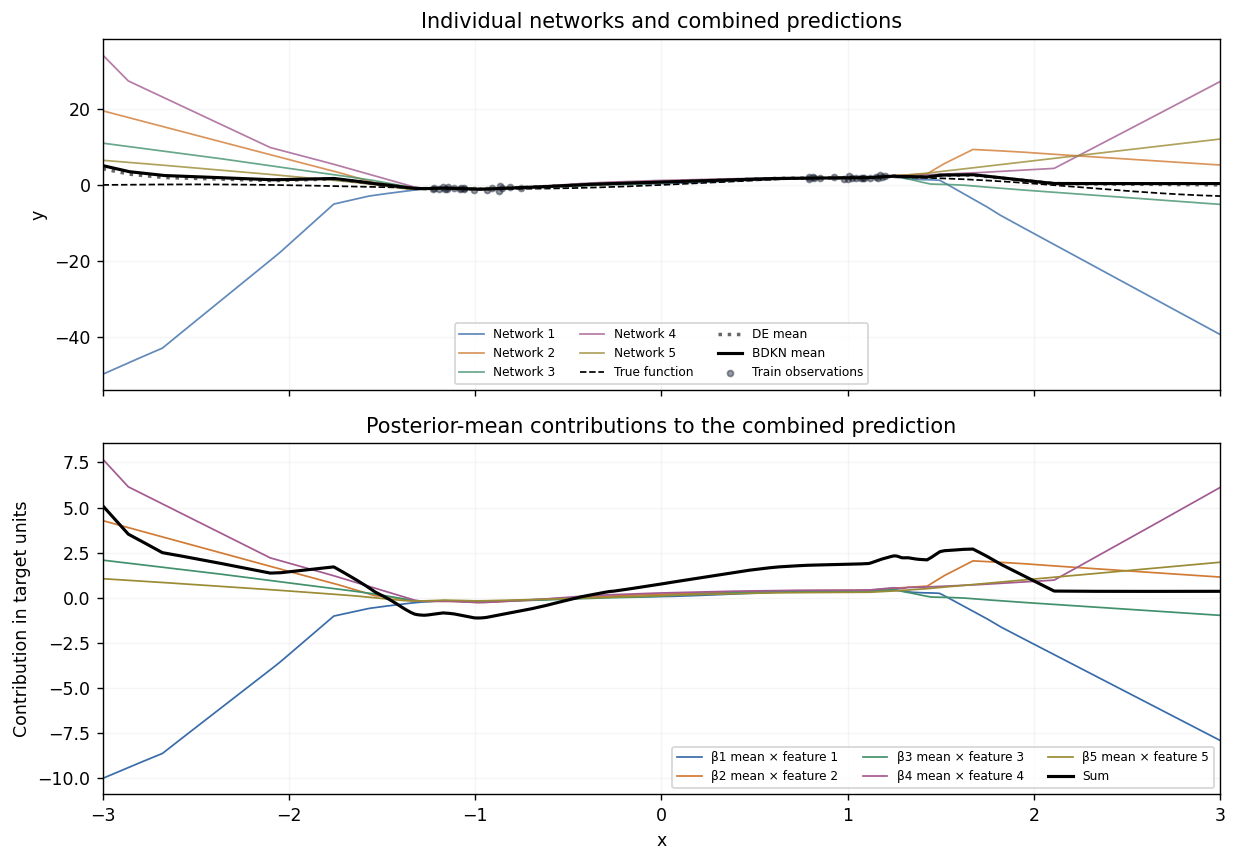 Individual networks and combined predictions
20
0
−20
−40
y
Network 1
Network 2
Network 3
Network 4
Network 5
True function
DE mean
BDKN mean
Train observations
Posterior-mean contributions to the combined prediction
7.5
5.0
2.5
0.0
−2.5
−5.0
−7.5
−10.0
Contribution in target units
β1 mean × feature 1
β2 mean × feature 2
β3 mean × feature 3
β4 mean × feature 4
β5 mean × feature 5
Sum
−3 −2 −1 0 1 2 3
x